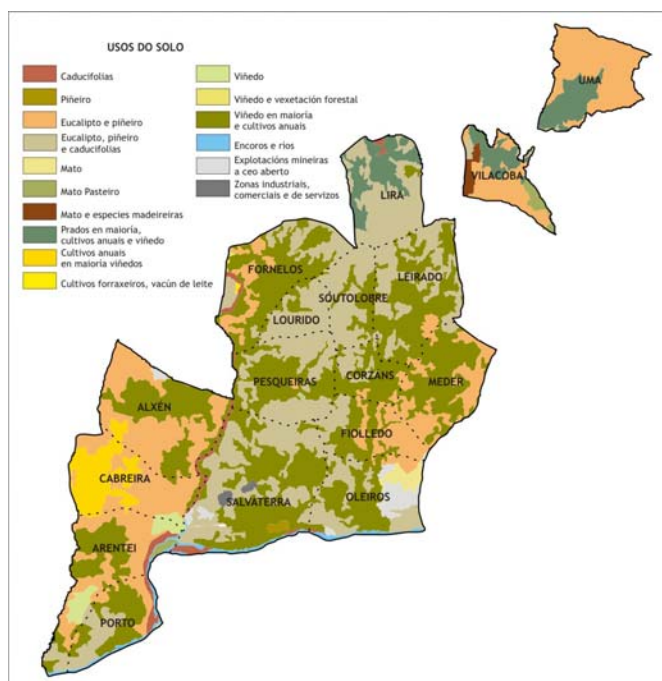 USOS DO SOLO
Caducifolias
Piñeiro
Eucalipto e piñeiro
Eucalipto, piñeiro
e caducifolias
Mato
Mato Pasteiro
Mato e especies madeireiras
Prados en maioría,
cultivos anuais e viñedo
Cultivos anuais
en maioría viñedos
Cultivos forraxeiros, vacún de leite
Viñedo
Viñedo e vexetación forestal
Viñedo en maioría
e cultivos anuais
Encoros e rios
Explotacións mineiras
a ceo aberto
Zonas industriais,
comerciais e de servizos
UMA
VILACOBA
LIRA
FORNELOS
LEIRADO
SOUTOLOBRE
LOURIDO
PESQUEIRAS
CORZANS
MEDER
ALXÉN
FIOLLEDO
CABREIRA
SALVATERRA
OLEIROS
ARENTEI
PORTO